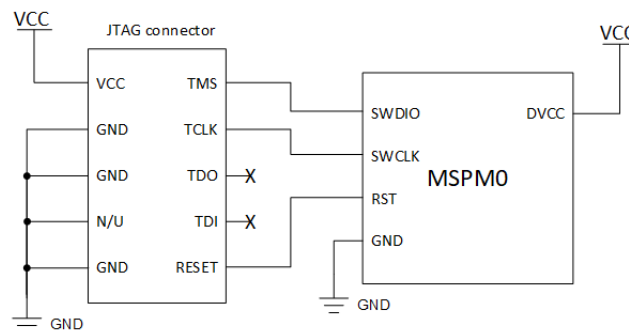 VCC
JTAG connector
VCC
VCC
TMS
GND
TCLK
GND
TDO
X
N/U
TDI
X
GND
RESET
GND
SWDIO
DVCC
SWCLK
MSPM0
RST
GND
GND